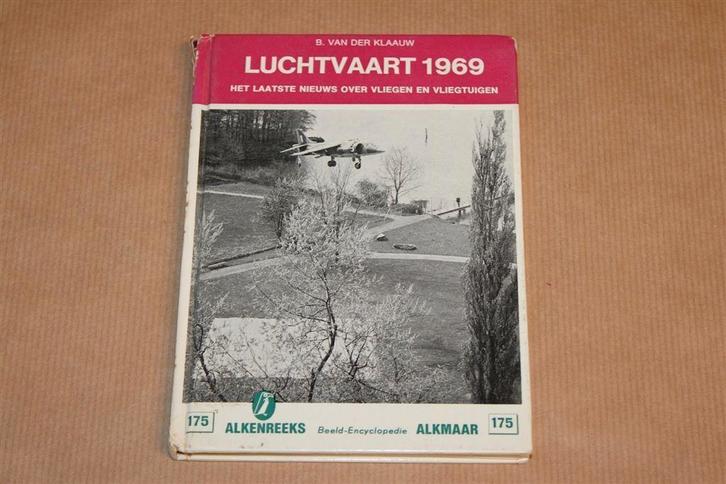 B. VAN DER KLAAUW
LUCHTVAART 1969
HET LAATSTE NIEUWS OVER VLIEGEN EN VLIEGTUIGEN
175 ALKENREEKS Beeld-Encyclopedie ALKMAAR 175